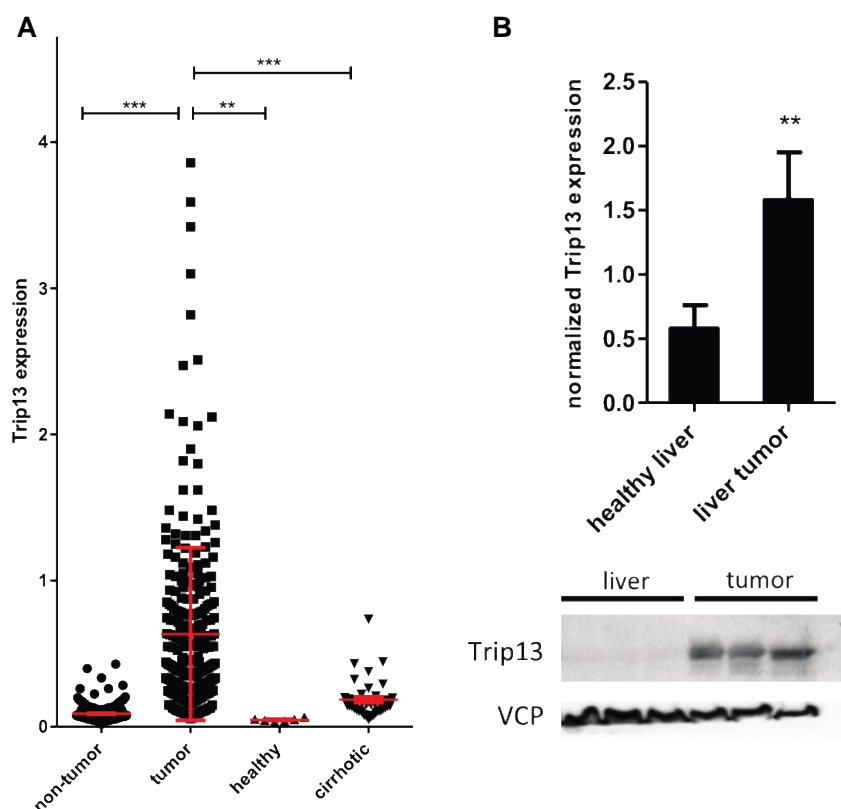 A
***
***
**
Trip13 expression
4
3
2
1
0
non-tumor
tumor
healthy
cirrhotic
B
normalized Trip13 expression
2.5
2.0
1.5
1.0
0.5
0.0
**
healthy liver
liver tumor
liver
tumor
Trip13
VCP